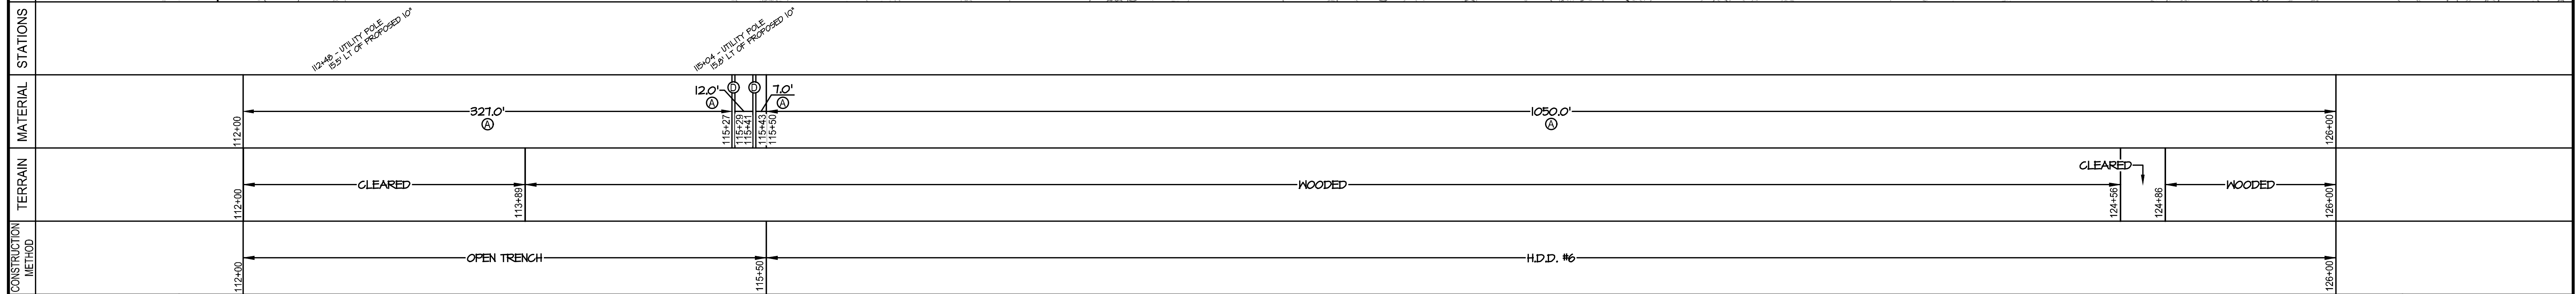 STATIONS
112+48 - UTILITY POLE
15.5' LT OF PROPOSED 10"
115+04 - UTILITY POLE
15.8' LT OF PROPOSED 10"
MATERIAL
112+00
327.0'
A
12.0'
A
D
D
7.0'
A
115+27
115+29
115+41
115+43
115+50
1050.0'
A
126+00
TERRAIN
112+00
CLEARED
113+89
WOODED
124+56
CLEARED
124+86
WOODED
126+00
CONSTRUCTION
METHOD
112+00
OPEN TRENCH
115+50
H.D.D. #6
126+00